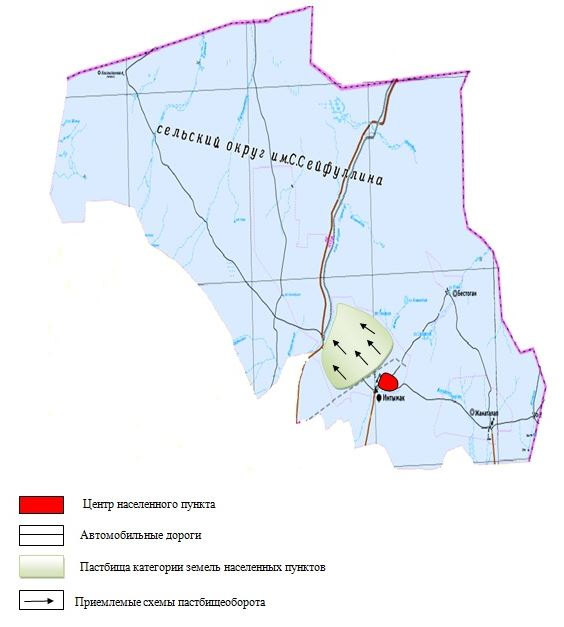 сельский округ им.С.Сейфуллина
Бестоган
Интымак
Жанаталап
Центр населенного пункта
Автомобильные дороги
Пастбища категории земель населенных пунктов
Приемлемые схемы пастбищеоборота